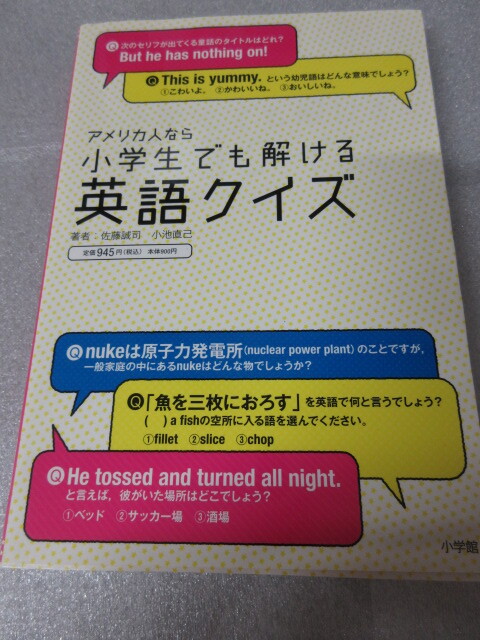 Q 次のセリフが出てくる童話のタイトルはどれ?
But he has nothing on!
Q This is yummy. という幼児語はどんな意味でしょう?
①こわいよ。 ②かわいいね。 ③おいしいね。
アメリカ人なら
小学生でも解ける
英語クイズ
著者:佐藤誠司 小池直己
定価945円(税込) 本体900円
Q nukeは原子力発電所(nuclear power plant)のことですが、
一般家庭の中にあるnukeはどんな物でしょうか?
Q「魚を三枚におろす」を英語で何と言うでしょう?
( ) a fishの空所に入る語を選んでください。
①fillet ②slice ③chop
Q He tossed and turned all night.
と言えば、彼がいた場所はどこでしょう?
①ベッド ②サッカー場 ③酒場
小学館